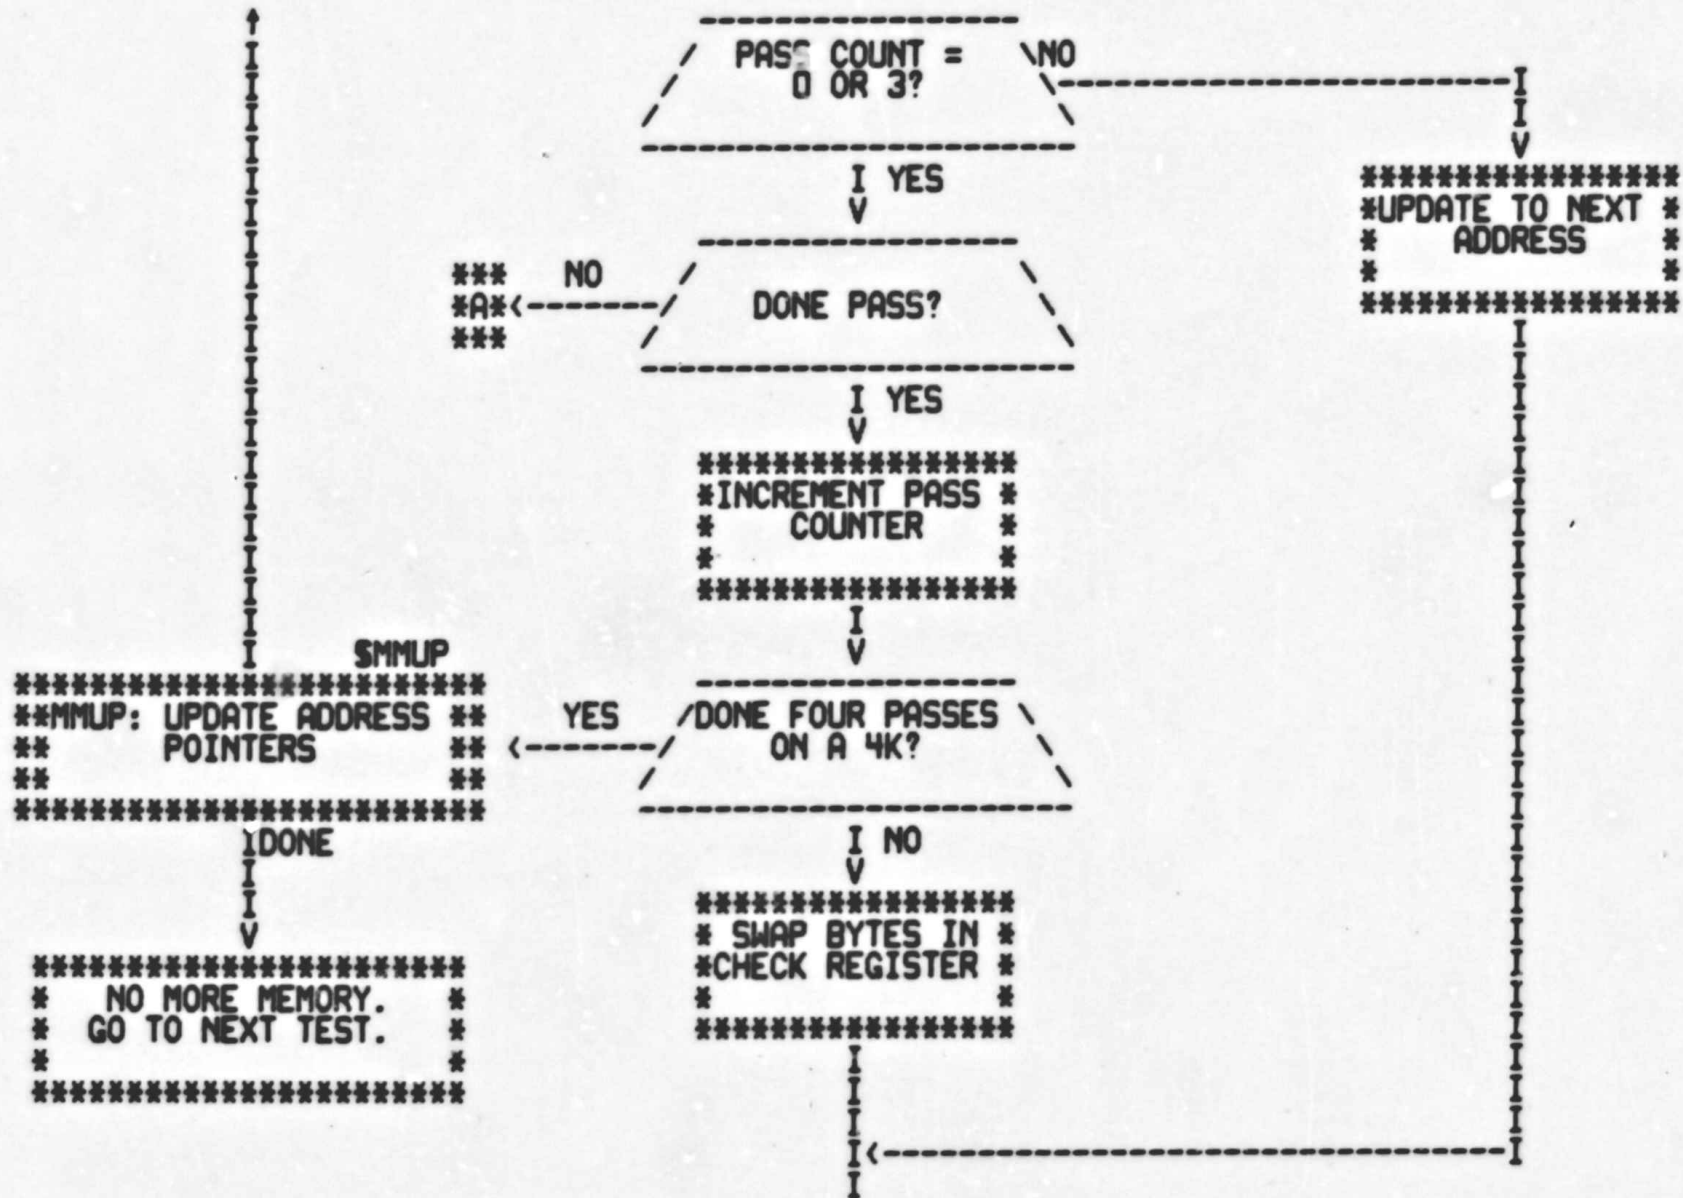 PASS COUNT =
0 OR 3?
NO
YES
UPDATE TO NEXT
ADDRESS
NO
*A*
DONE PASS?
YES
INCREMENT PASS
COUNTER
$MMUP
**MMUP: UPDATE ADDRESS **
POINTERS
YES
DONE FOUR PASSES
ON A 4K?
DONE
NO
SWAP BYTES IN
CHECK REGISTER
NO MORE MEMORY.
GO TO NEXT TEST.